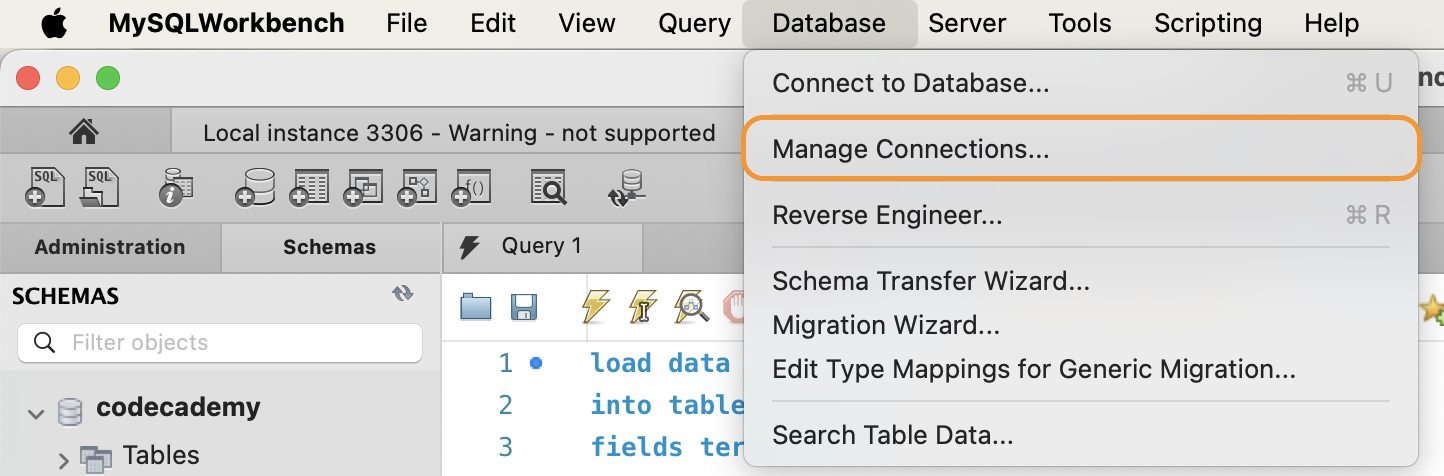 MySQLWorkbench File Edit View Query Database Server Tools Scripting Help
Connect to Database... ⌘ U
Local instance 3306 - Warning - not supported
Manage Connections...
SQL SQL i f()
Reverse Engineer... ⌘ R
Administration Schemas Query 1
Schema Transfer Wizard...
SCHEMAS
Migration Wizard...
Filter objects
Edit Type Mappings for Generic Migration...
1 load data
2 into table
3 fields ter
codecademy
Search Table Data...
Tables